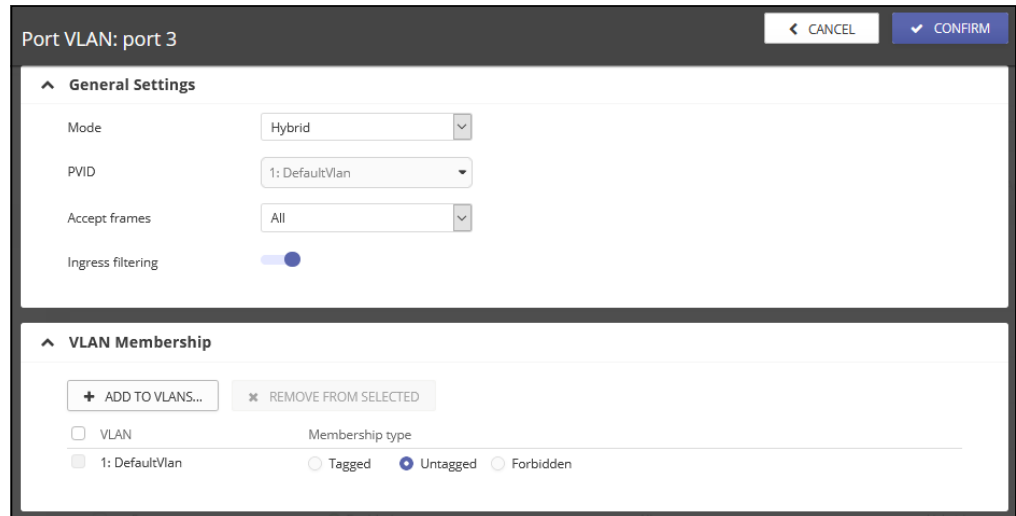 Port VLAN: port 3
CANCEL
CONFIRM
General Settings
Mode
Hybrid
PVID
1: DefaultVlan
Accept frames
All
Ingress filtering
VLAN Membership
+ ADD TO VLANS...
REMOVE FROM SELECTED
VLAN Membership type
1: DefaultVlan Tagged Untagged Forbidden